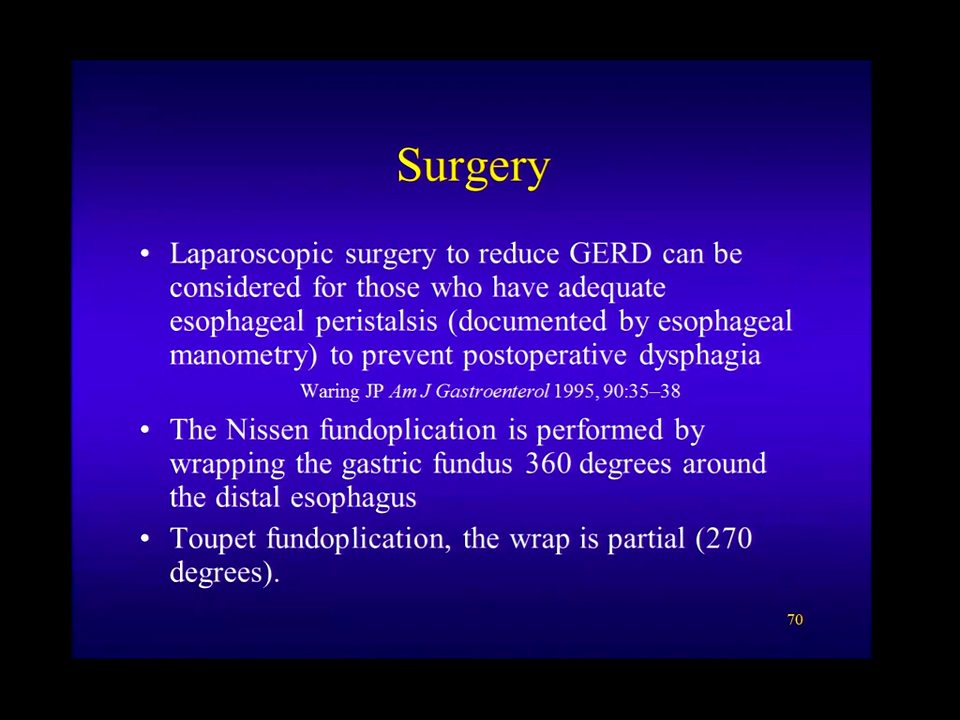 Surgery
• Laparoscopic surgery to reduce GERD can be
considered for those who have adequate
esophageal peristalsis (documented by esophageal
manometry) to prevent postoperative dysphagia
Waring JP Am J Gastroenterol 1995, 90:35–38
• The Nissen fundoplication is performed by
wrapping the gastric fundus 360 degrees around
the distal esophagus
• Toupet fundoplication, the wrap is partial (270
degrees).
70